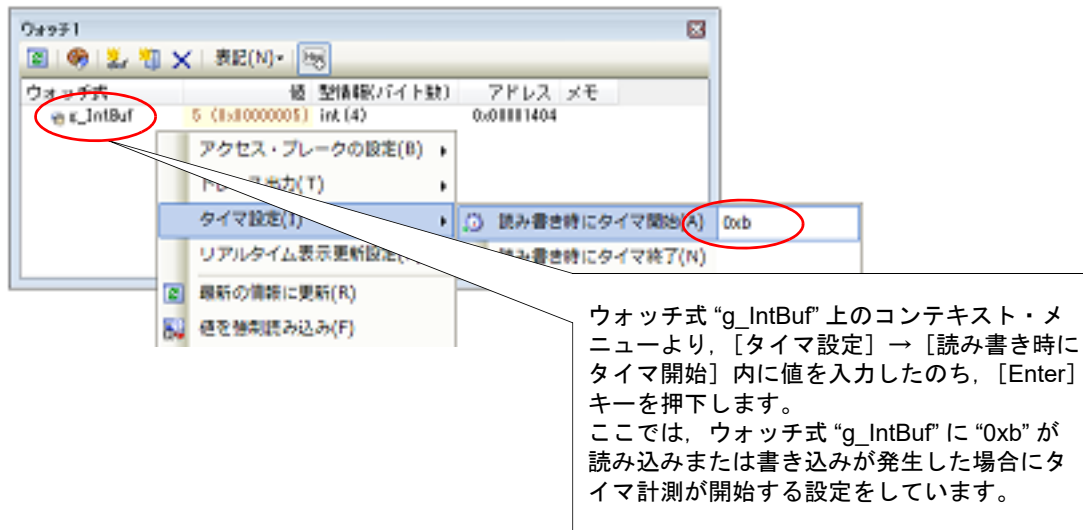 ウォッチ1
表記(N)▾ Hex
ウォッチ式 値 型情報(バイト数) アドレス メモ
g_IntBuf 5 (0x00000005) int (4)
アクセス・ブレークの設定(B)
トレース出力(T)
タイマ設定(I) 読み書き時にタイマ開始(A) 0xb
リアルタイム表示更新設定 読み書き時にタイマ終了(N)
最新の情報に更新(R)
値を強制読み込み(F)
ウォッチ式 “g_IntBuf” 上のコンテキスト・メ
ニューより,［タイマ設定］→［読み書き時に
タイマ開始］内に値を入力したのち,［Enter］
キーを押下します。
ここでは,ウォッチ式 “g_IntBuf” に “0xb” が
読み込みまたは書き込みが発生した場合にタ
イマ計測が開始する設定をしています。